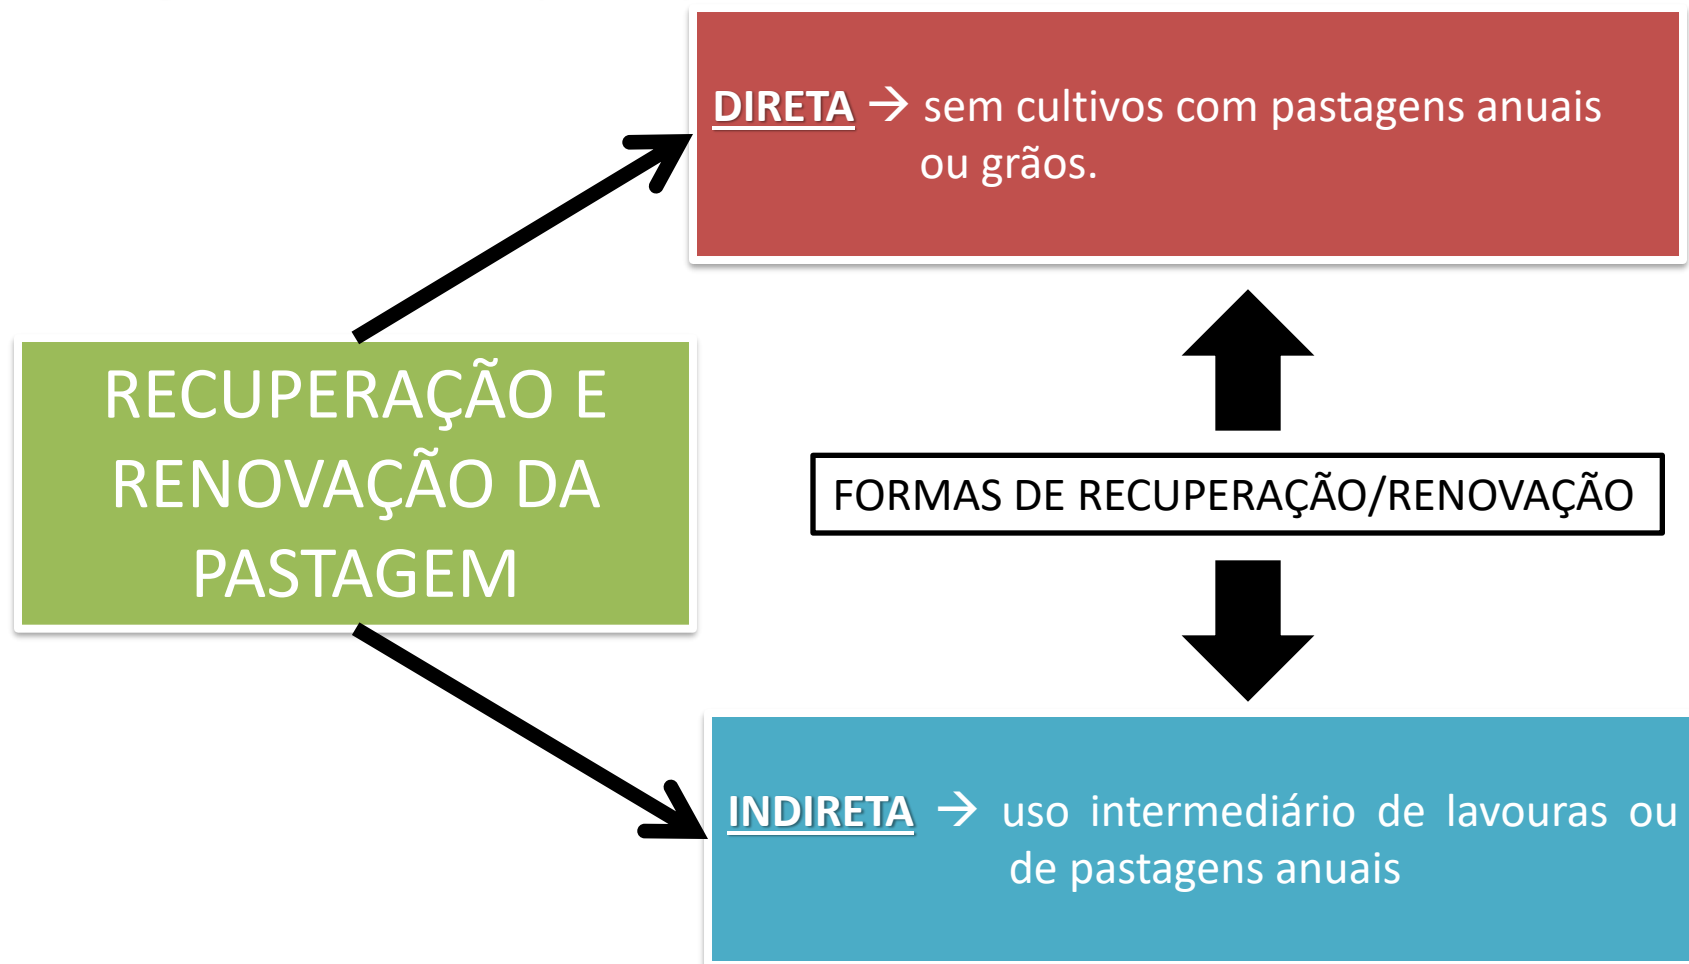 DIRETA → sem cultivos com pastagens anuais
ou grãos.
RECUPERAÇÃO E
RENOVAÇÃO DA
PASTAGEM
FORMAS DE RECUPERAÇÃO/RENOVAÇÃO
INDIRETA → uso intermediário de lavouras ou
de pastagens anuais